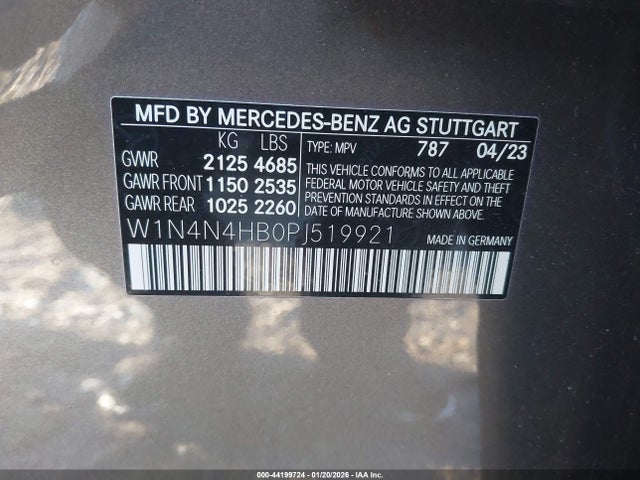 MFD BY MERCEDES-BENZ AG STUTTGART
KG LBS
GVWR 2125 4685
GAWR FRONT 1150 2535
GAWR REAR 1025 2260
TYPE: MPV 787 04/23
THIS VEHICLE CONFORMS TO ALL APPLICABLE
FEDERAL MOTOR VEHICLE SAFETY AND THEFT
PREVENTION STANDARDS IN EFFECT ON THE
DATE OF MANUFACTURE SHOWN ABOVE.
W1N4N4HB0PJ519921
MADE IN GERMANY
000-44199724 | 01/20/2026 - IAA Inc.